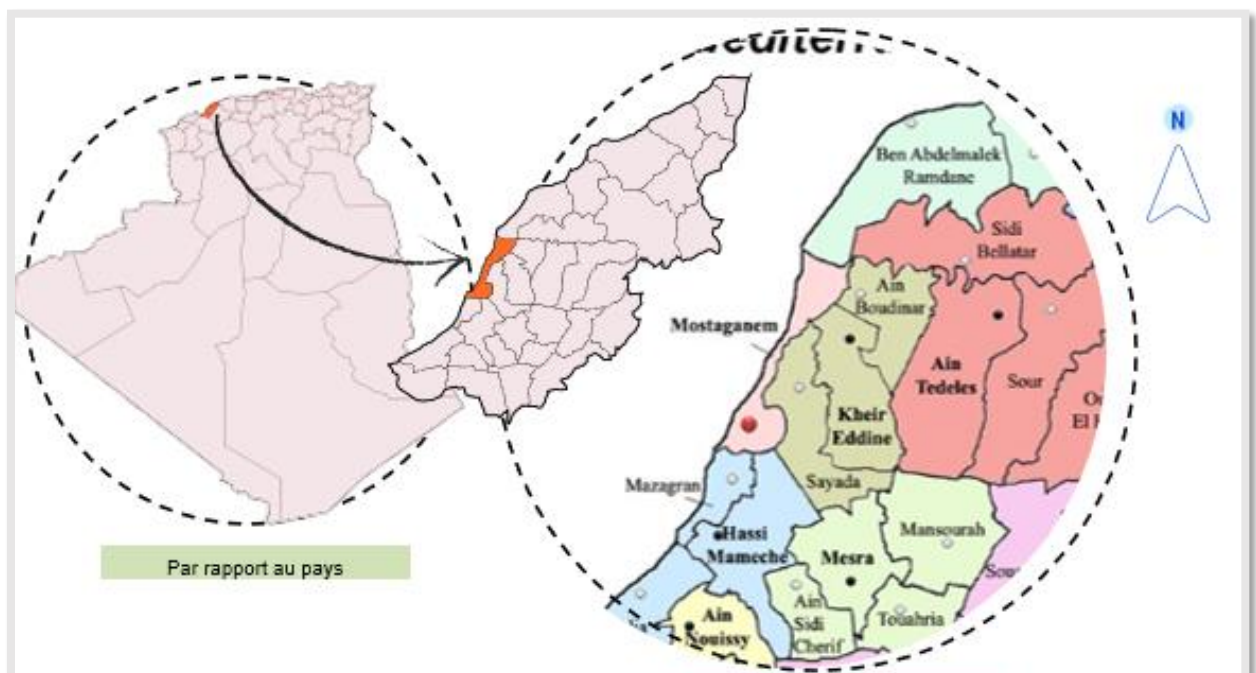 N
Ben Abdelmalek
Ramdane
Sidi
Bellatar
Ain
Boudinar
Mostaganem
Ain
Tedeles
Sour
Kheir
Eddine
Sayada
Mazagran
Hassi
Mameche
Mansourah
Mesra
Ain
Sidi
Cherif
Touahria
Ain
Nouissy
Par rapport au pays